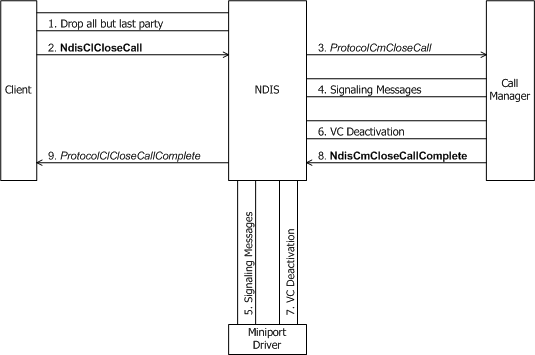 1. Drop all but last party
2. NdisClCloseCall
3. ProtocolCmCloseCall
Client
NDIS
Call
Manager
4. Signaling Messages
6. VC Deactivation
9. ProtocolClCloseCallComplete
8. NdisCmCloseCallComplete
5. Signaling Messages
7. VC Deactivation
Miniport
Driver